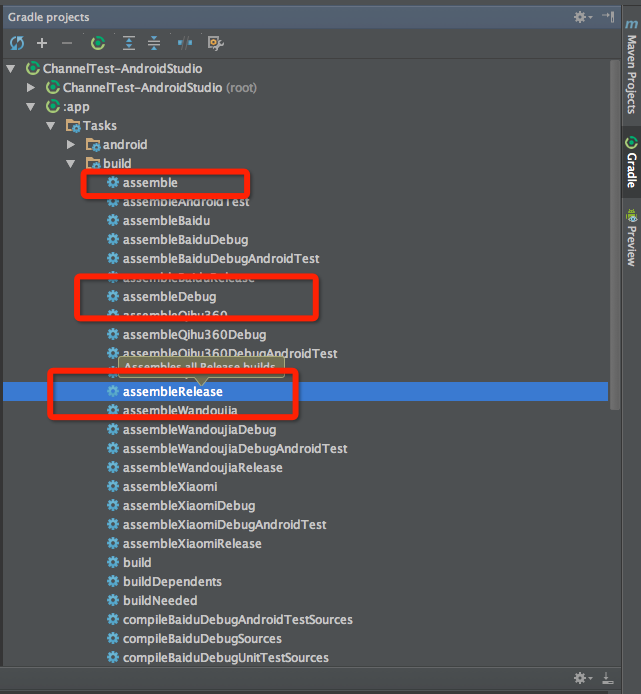 Gradle projects
ChannelTest-AndroidStudio
ChannelTest-AndroidStudio (root)
:app
Tasks
android
build
assemble
assembleAndroidTest
assembleBaidu
assembleBaiduDebug
assembleBaiduDebugAndroidTest
assembleBaiduRelease
assembleDebug
assembleQihu360
assembleQihu360Debug
assembleQihu360DebugAndroidTest
Assembles all Release builds.
assembleRelease
assembleWandoujia
assembleWandoujiaDebug
assembleWandoujiaDebugAndroidTest
assembleWandoujiaRelease
assembleXiaomi
assembleXiaomiDebug
assembleXiaomiDebugAndroidTest
assembleXiaomiRelease
build
buildDependents
buildNeeded
compileBaiduDebugAndroidTestSources
compileBaiduDebugSources
compileBaiduDebugUnitTestSources
m
Maven Projects
Gradle
Preview